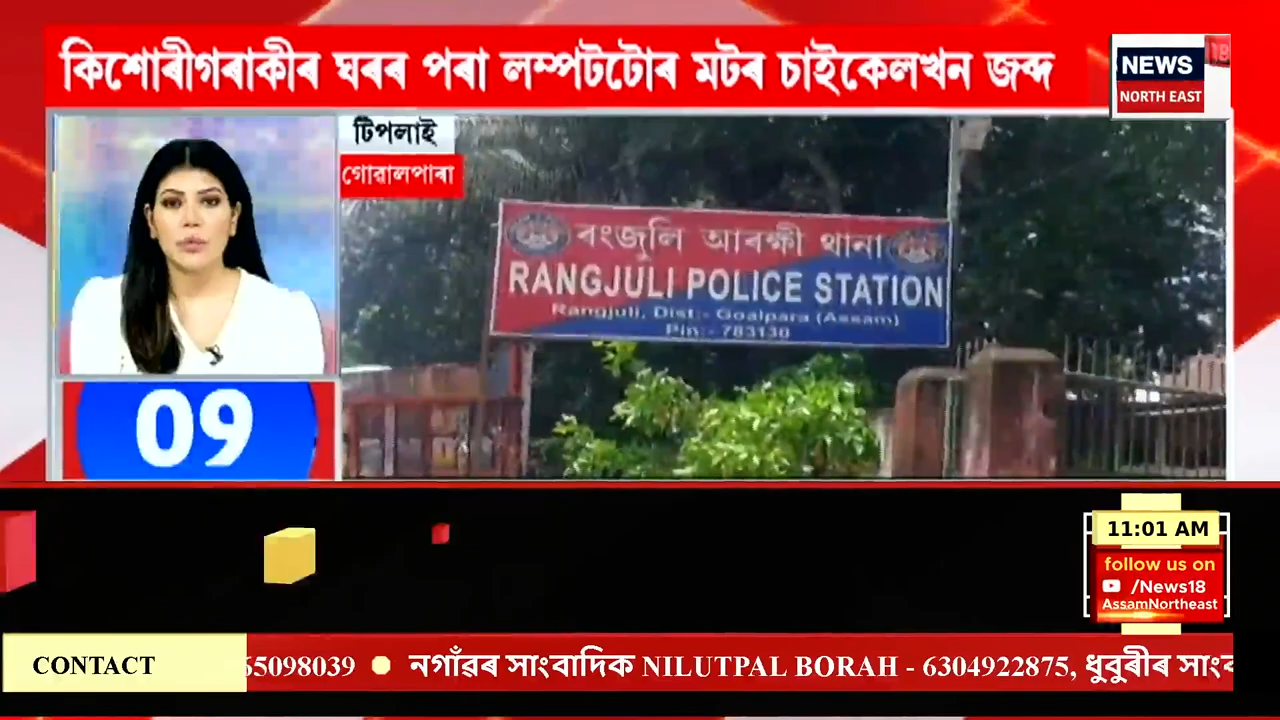 কিশোৰীগৰাকীৰ ঘৰৰ পৰা লম্পটটোৰ মটৰ চাইকেলখন জব্দ
NEWS 18
NORTH EAST
টিপলাই
গোৱালপাৰা
ৰংজুলি আৰক্ষী থানা
RANGJULI POLICE STATION
Rangjuli, Dist:- Goalpara (Assam)
Pin:- 783130
09
11:01 AM
follow us on
/News18
AssamNortheast
CONTACT
65098039 নগাঁৱৰ সাংবাদিক NILUTPAL BORAH - 6304922875, ধুবুৰীৰ